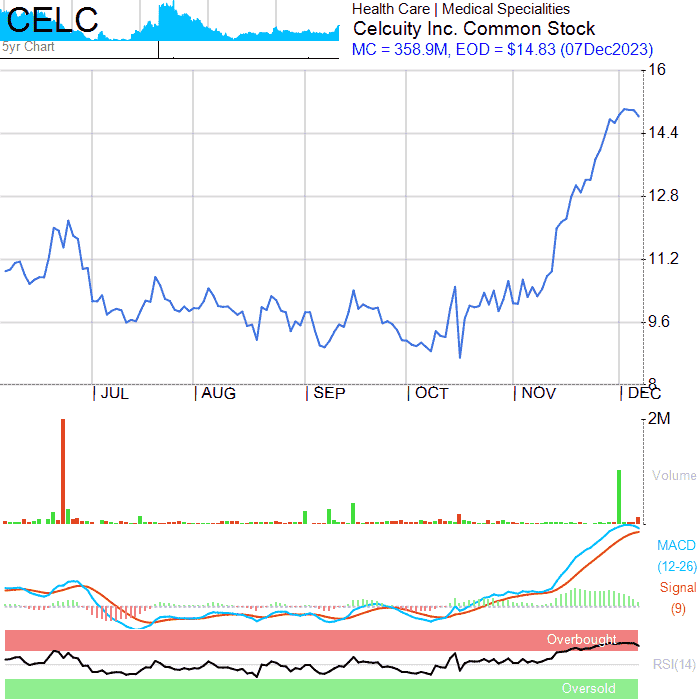 CELC
5yr Chart
Health Care | Medical Specialities
Celcuity Inc. Common Stock
MC = 358.9M, EOD = $14.83 (07Dec2023)
16
14.4
12.8
11.2
9.6
8
JUL AUG SEP OCT NOV DEC
2M
Volume
MACD
(12-26)
Signal
(9)
Overbought
RSI(14)
Oversold